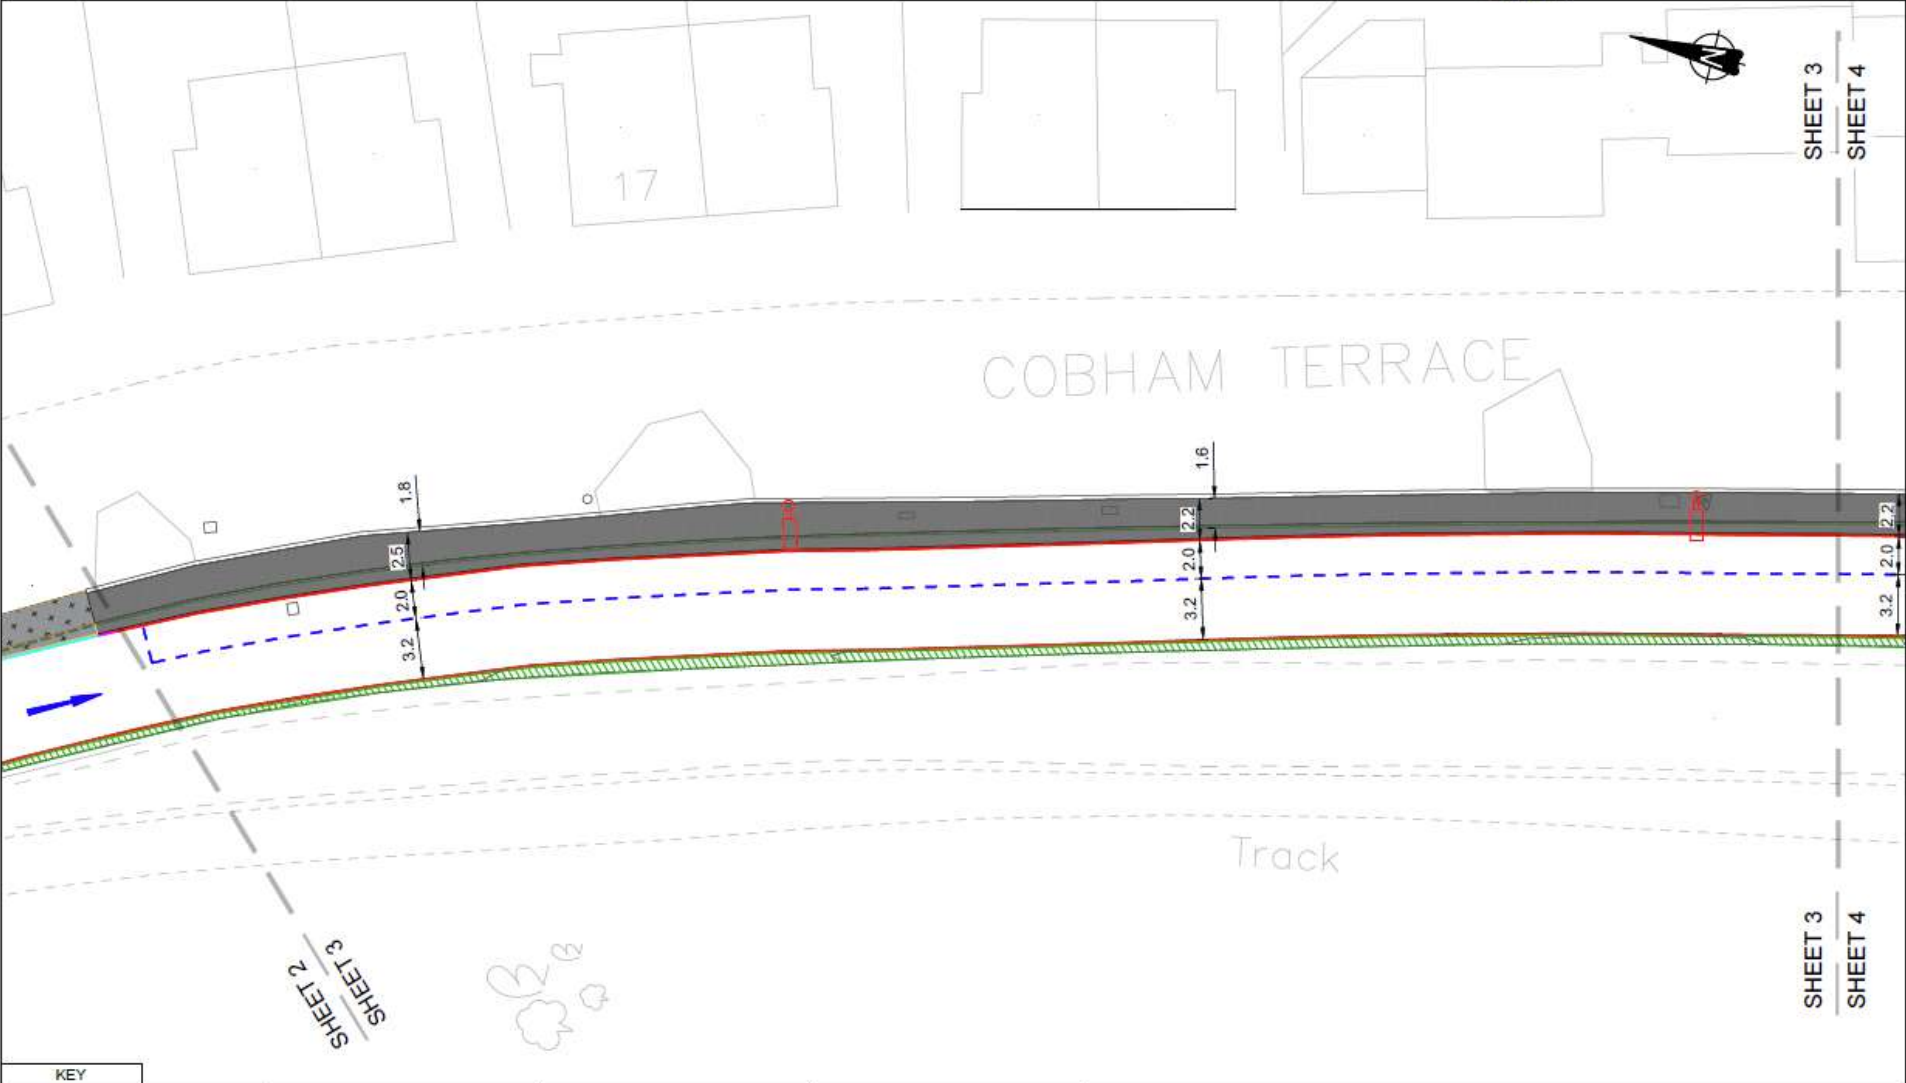 N
SHEET 3
SHEET 4
17
COBHAM TERRACE
1.8
2.5
2.0
3.2
1.6
2.2
2.0
3.2
2.2
2.0
3.2
Track
SHEET 2
SHEET 3
SHEET 3
SHEET 4
KEY